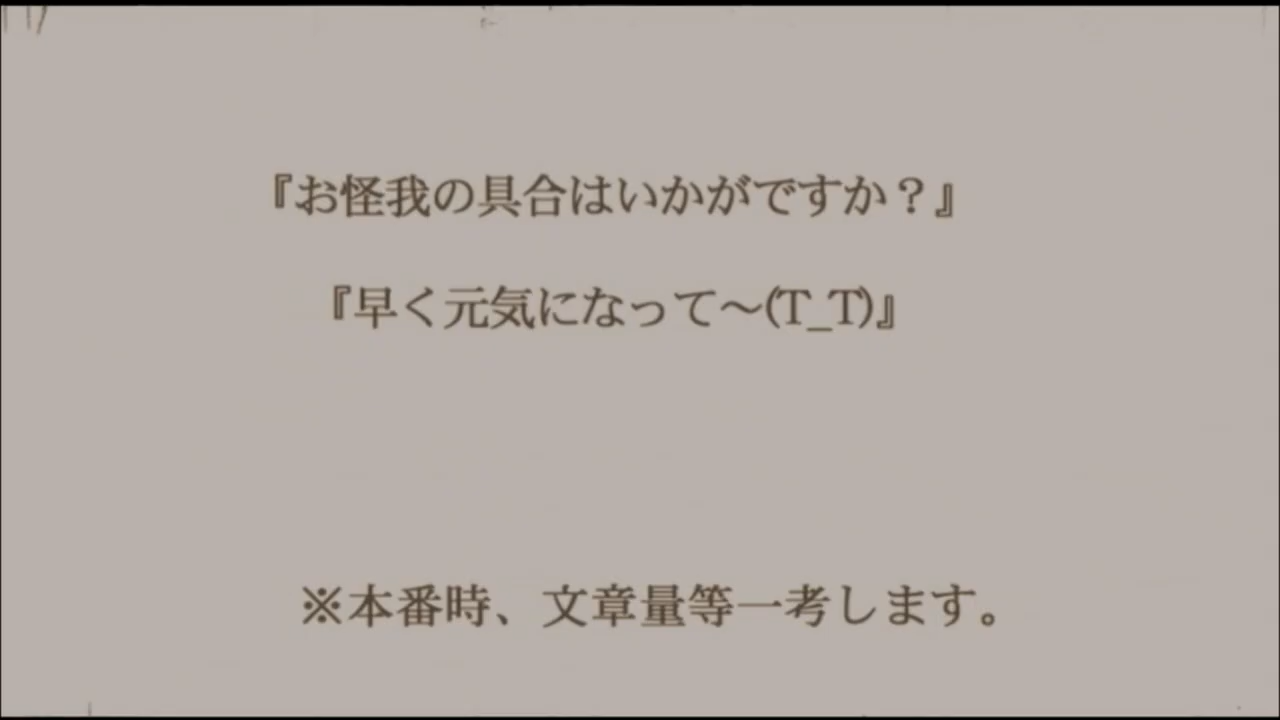 『お怪我の具合はいかがですか？』
『早く元気になって～(T_T)』
※本番時、文章量等一考します。